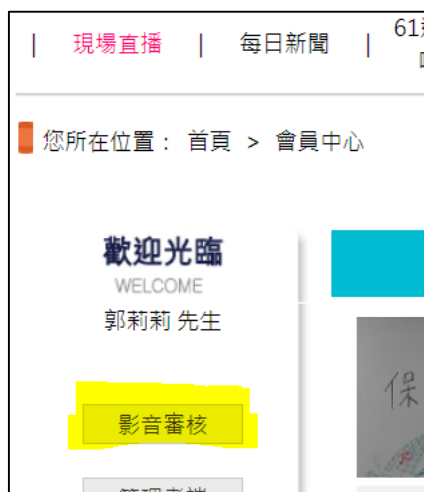 | 現場直播 | 每日新聞 | 61
您所在位置： 首頁 > 會員中心
歡迎光臨
WELCOME
郭莉莉 先生
保
影音審核